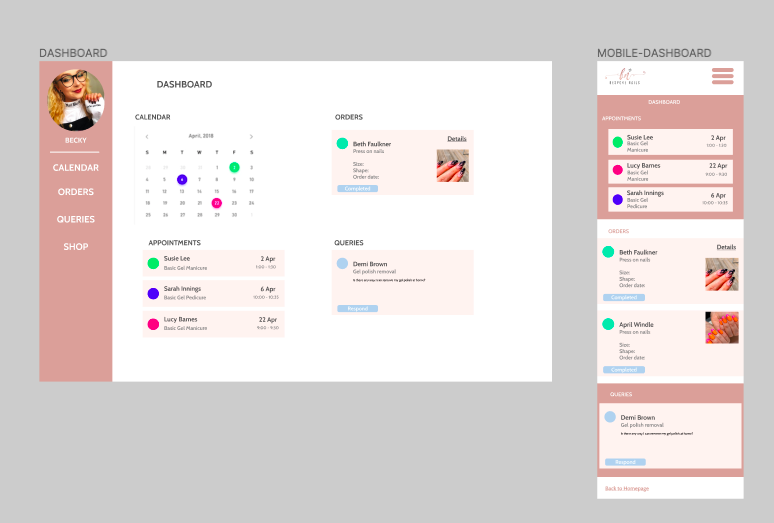 DASHBOARD
BECKY
CALENDAR
ORDERS
QUERIES
SHOP
DASHBOARD
CALENDAR
April, 2018
S M T W T F S
28 29 30 31 1 2 3
4 5 6 7 8 9 10
11 12 13 14 15 16 17
18 19 20 21 22 23 24
25 26 27 28 29 30 1
APPOINTMENTS
Susie Lee 2 Apr
Basic Gel Manicure 1:00 - 1:30
Sarah Innings 6 Apr
Basic Gel Pedicure 10:00 - 10:35
Lucy Barnes 22 Apr
Basic Gel Manicure 9:00 - 9:30
ORDERS
Details
Beth Faulkner
Press on nails
Size:
Shape:
Order date:
Completed
QUERIES
Demi Brown
Gel polish removal
Is there any way I can remove my gel polish at home?
Respond
MOBILE-DASHBOARD
BESPOKE NAILS
DASHBOARD
APPOINTMENTS
Susie Lee 2 Apr
Basic Gel 1:00 - 1:30
Manicure
Lucy Barnes 22 Apr
Basic Gel 9:00 - 9:30
Manicure
Sarah Innings 6 Apr
Basic Gel 10:00 - 10:35
Pedicure
ORDERS
Details
Beth Faulkner
Press on nails
Size:
Shape:
Order date:
Completed
April Windle
Press on nails
Size:
Shape:
Order date:
Completed
QUERIES
Demi Brown
Gel polish removal
Is there any way I can remove my gel polish at home?
Respond
Back to Homepage